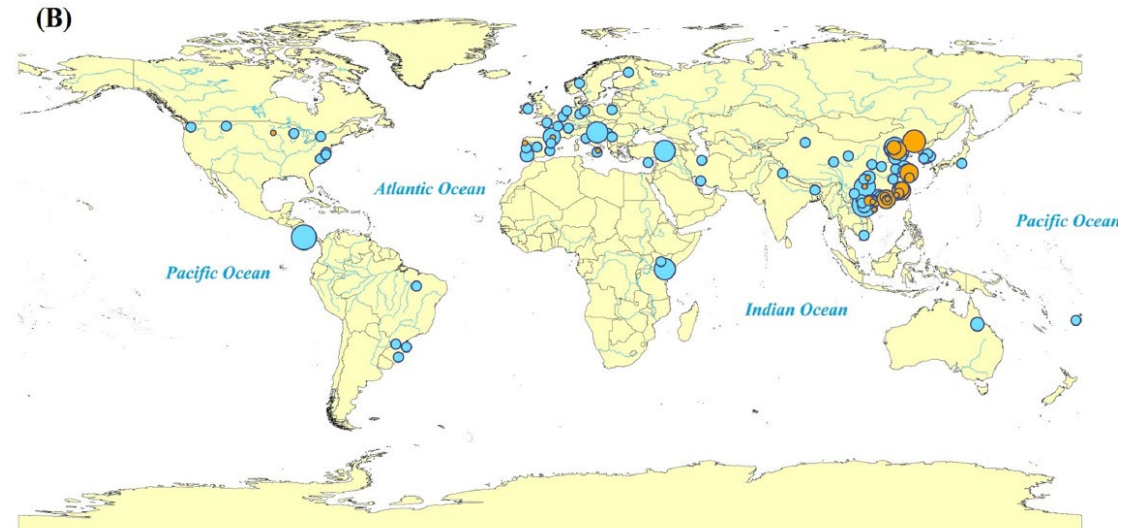 (B)
Atlantic Ocean
Pacific Ocean
Pacific Ocean
Indian Ocean